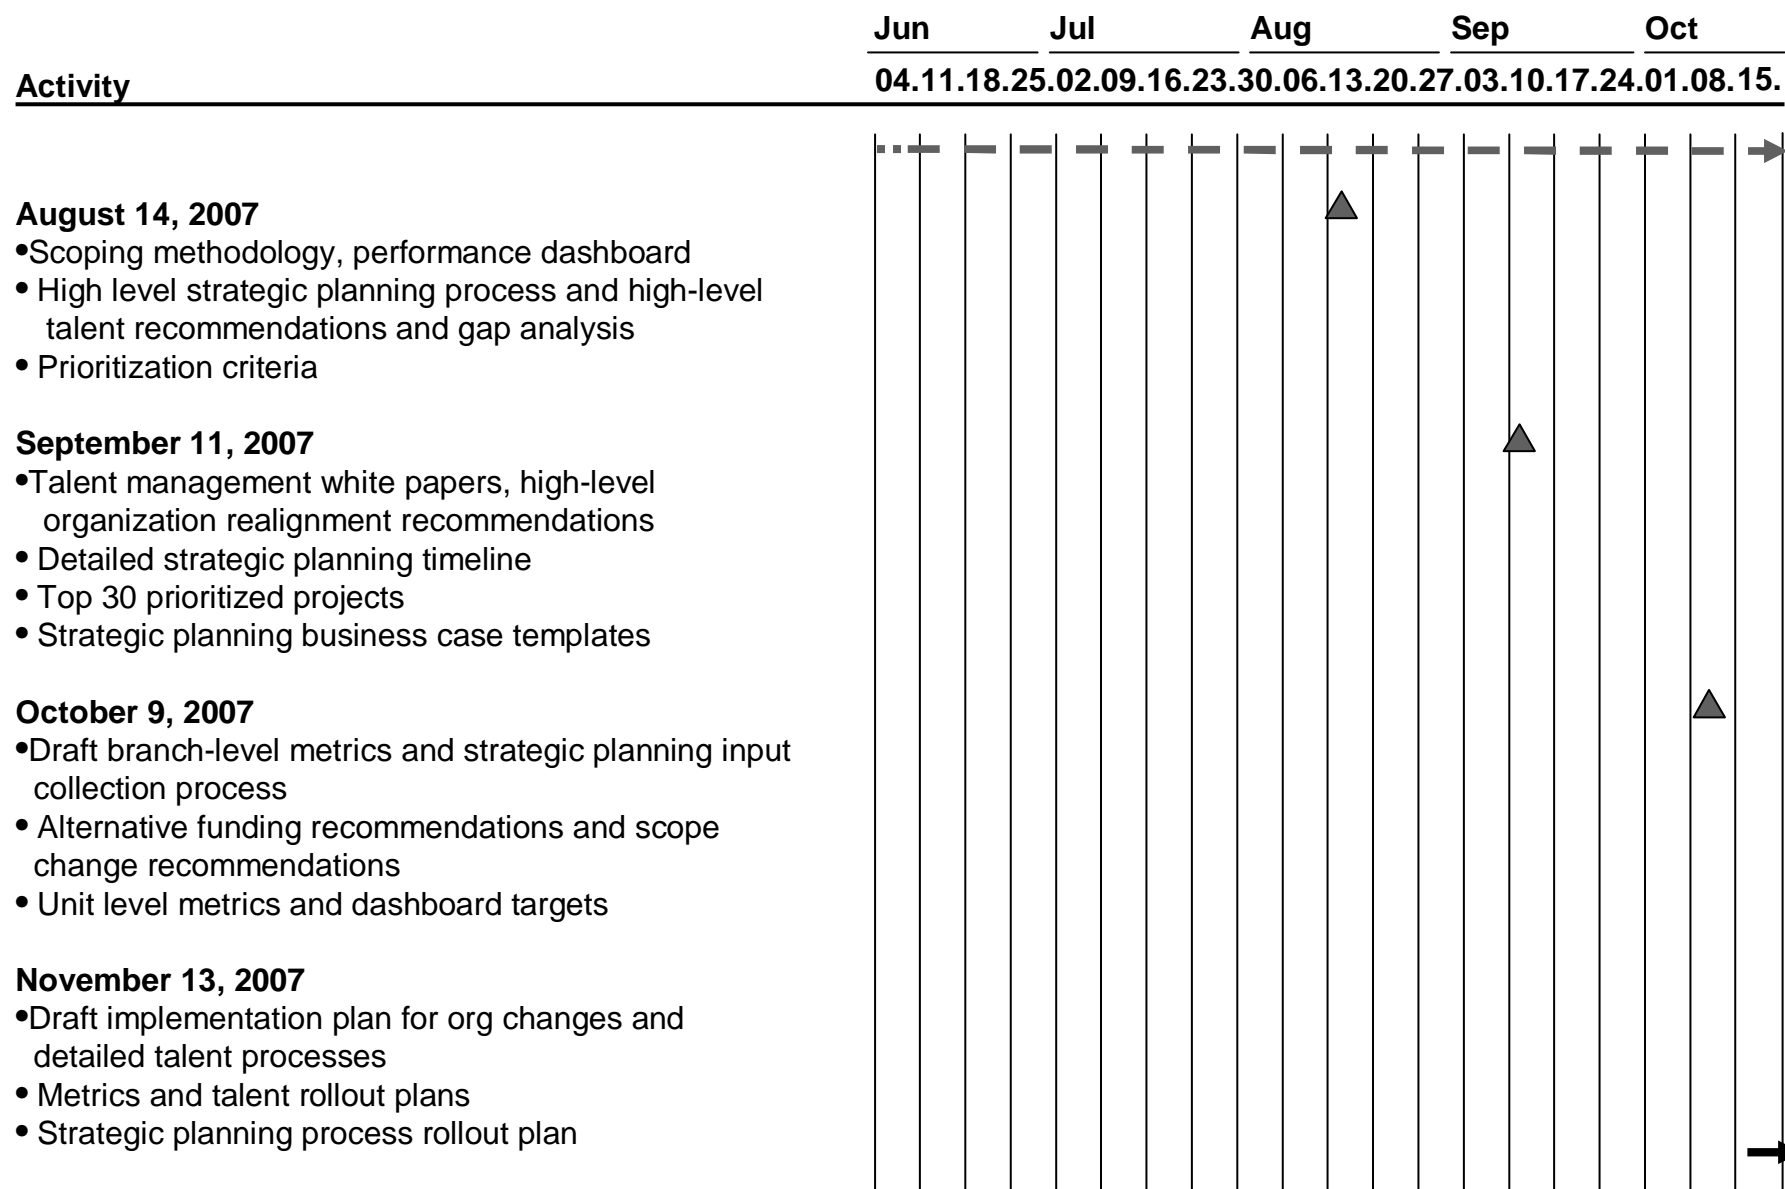 Jun Jul Aug Sep Oct
Activity 04.11.18.25.02.09.16.23.30.06.13.20.27.03.10.17.24.01.08.15.
August 14, 2007
•Scoping methodology, performance dashboard
• High level strategic planning process and high-level
talent recommendations and gap analysis
• Prioritization criteria
September 11, 2007
•Talent management white papers, high-level
organization realignment recommendations
• Detailed strategic planning timeline
• Top 30 prioritized projects
• Strategic planning business case templates
October 9, 2007
•Draft branch-level metrics and strategic planning input
collection process
• Alternative funding recommendations and scope
change recommendations
• Unit level metrics and dashboard targets
November 13, 2007
•Draft implementation plan for org changes and
detailed talent processes
• Metrics and talent rollout plans
• Strategic planning process rollout plan